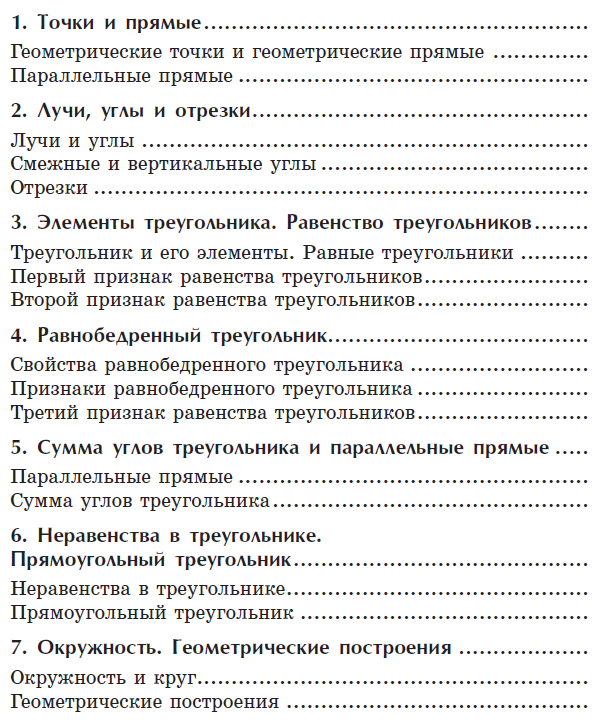 1. Точки и прямые.......................................................
Геометрические точки и геометрические прямые ..............
Параллельные прямые ...................................................
2. Лучи, углы и отрезки.................................................
Лучи и углы .................................................................
Смежные и вертикальные углы .......................................
Отрезки ........................................................................
3. Элементы треугольника. Равенство треугольников........
Треугольник и его элементы. Равные треугольники ..........
Первый признак равенства треугольников........................
Второй признак равенства треугольников.........................
4. Равнобедренный треугольник.....................................
Свойства равнобедренного треугольника ..........................
Признаки равнобедренного треугольника .........................
Третий признак равенства треугольников.........................
5. Сумма углов треугольника и параллельные прямые .....
Параллельные прямые ...................................................
Сумма углов треугольника..............................................
6. Неравенства в треугольнике.
Прямоугольный треугольник...........................................
Неравенства в треугольнике............................................
Прямоугольный треугольник ..........................................
7. Окружность. Геометрические построения ...................
Окружность и круг.........................................................
Геометрические построения ............................................